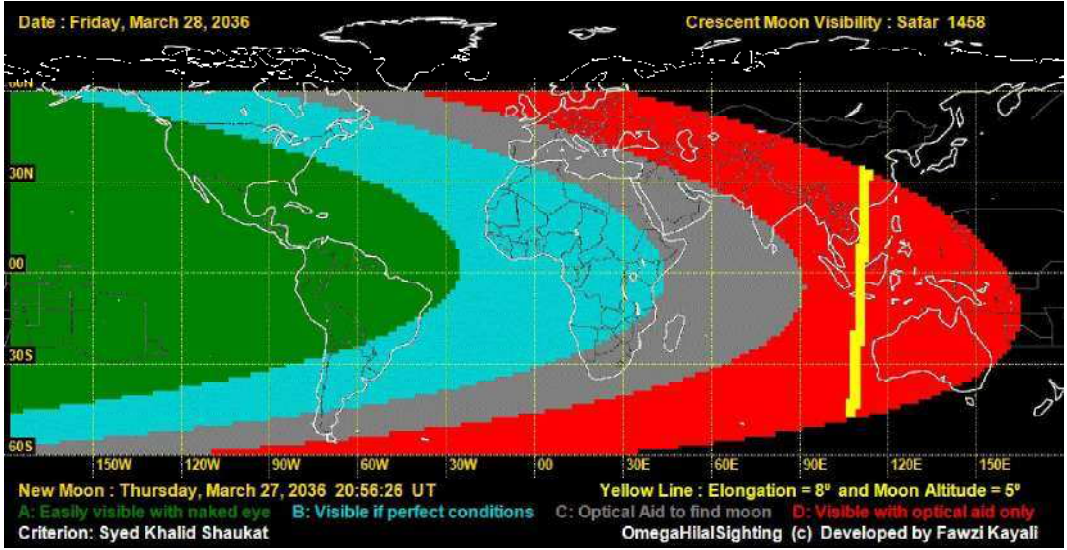 Date : Friday, March 28, 2036
Crescent Moon Visibility : Safar 1458
60N
30N
00
30S
60S
150W 120W 90W 60W 30W 00 30E 60E 90E 120E 150E
New Moon : Thursday, March 27, 2036 20:56:26 UT
Yellow Line : Elongation = 8º and Moon Altitude = 5º
A: Easily visible with naked eye B: Visible if perfect conditions C: Optical Aid to find moon D: Visible with optical aid only
Criterion: Syed Khalid Shaukat
OmegaHilalSighting (c) Developed by Fawzi Kayali